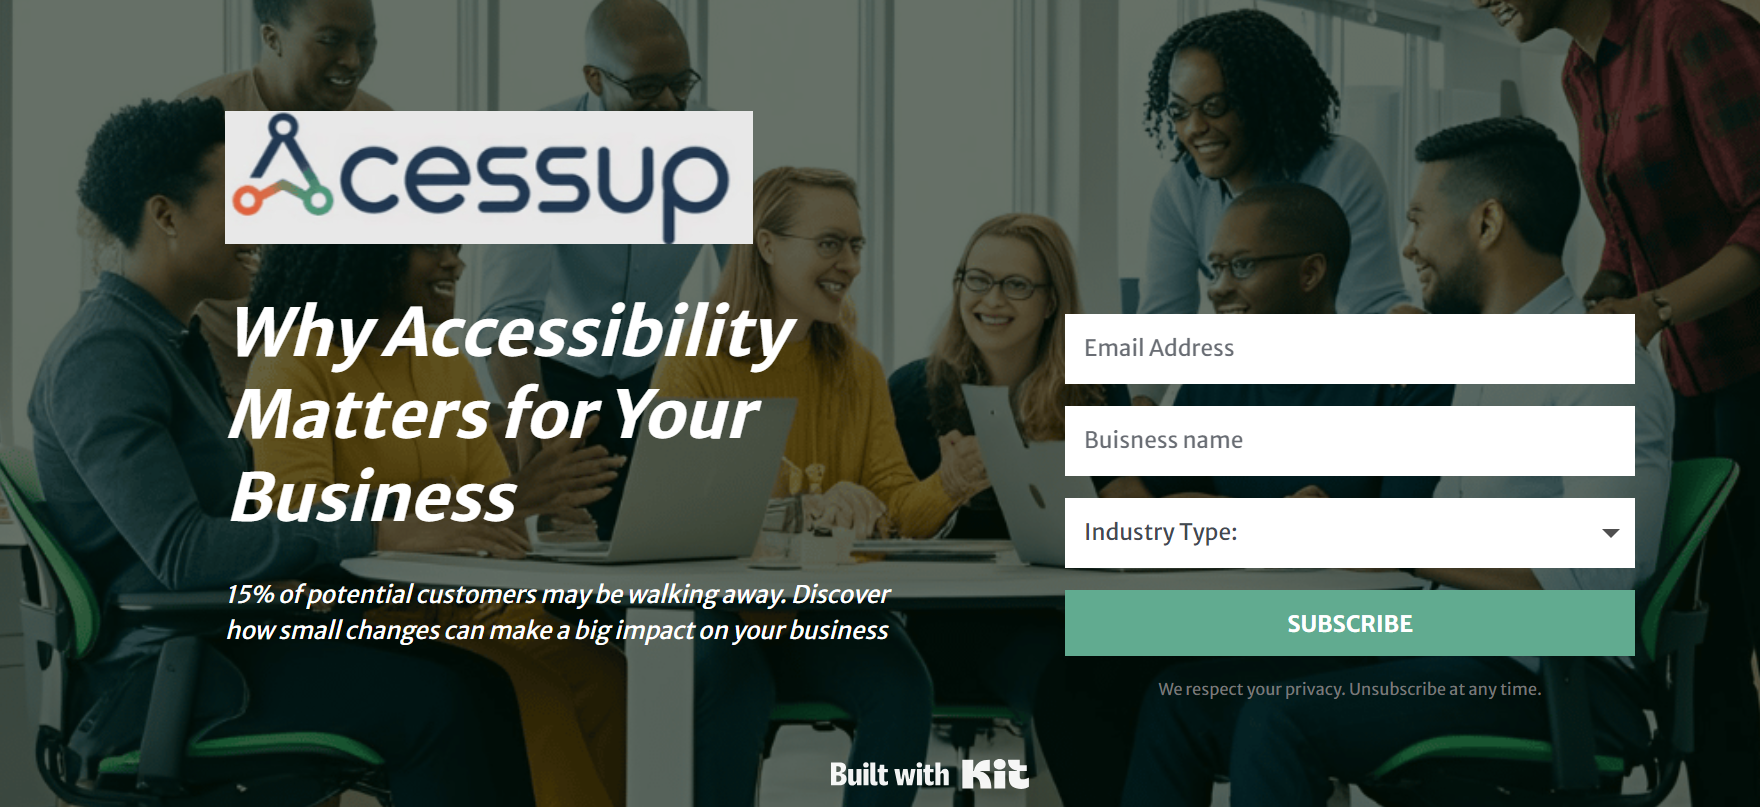 Acessup
Why Accessibility
Matters for Your
Business
15% of potential customers may be walking away. Discover
how small changes can make a big impact on your business
Email Address
Buisness name
Industry Type:
SUBSCRIBE
We respect your privacy. Unsubscribe at any time.
Built with Kit